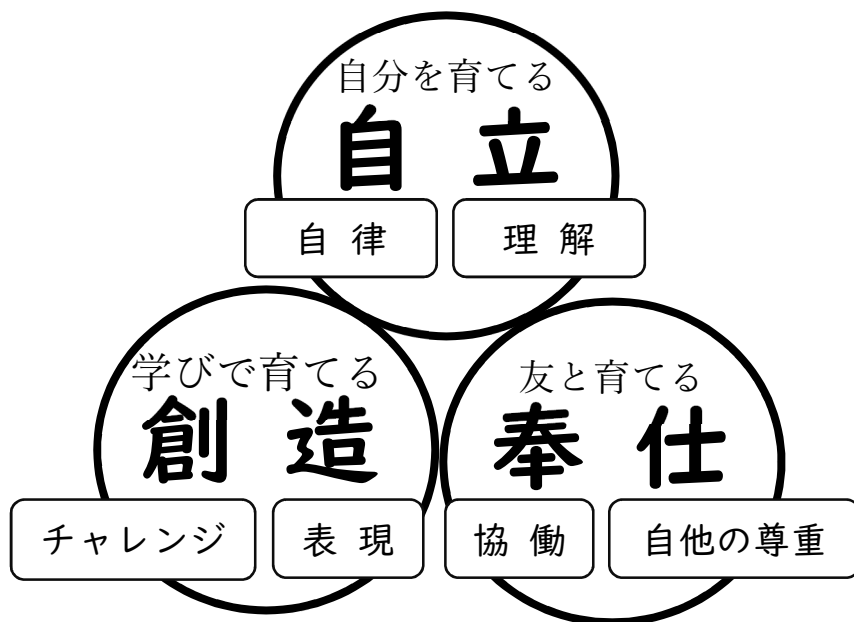 自分を育てる
自 立
自 律
理 解
学びで育てる
創 造
チャレンジ
表 現
友と育てる
奉 仕
協 働
自他の尊重